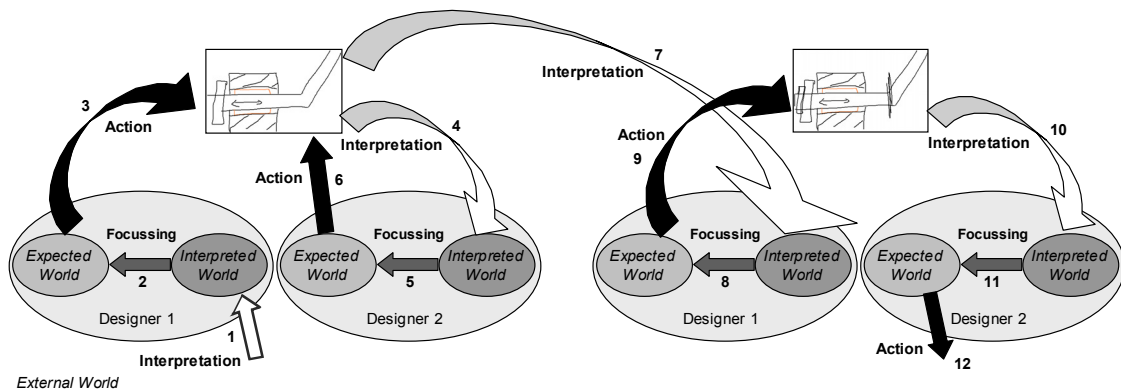 3
Action
4
Interpretation
Action
6
7
Interpretation
Action
9
10
Interpretation
Expected
World
Focussing
2
Interpreted
World
Designer 1
1
Interpretation
Expected
World
Focussing
5
Interpreted
World
Designer 2
Expected
World
Focussing
8
Interpreted
World
Designer 1
Expected
World
Focussing
11
Interpreted
World
Designer 2
Action
12
External World